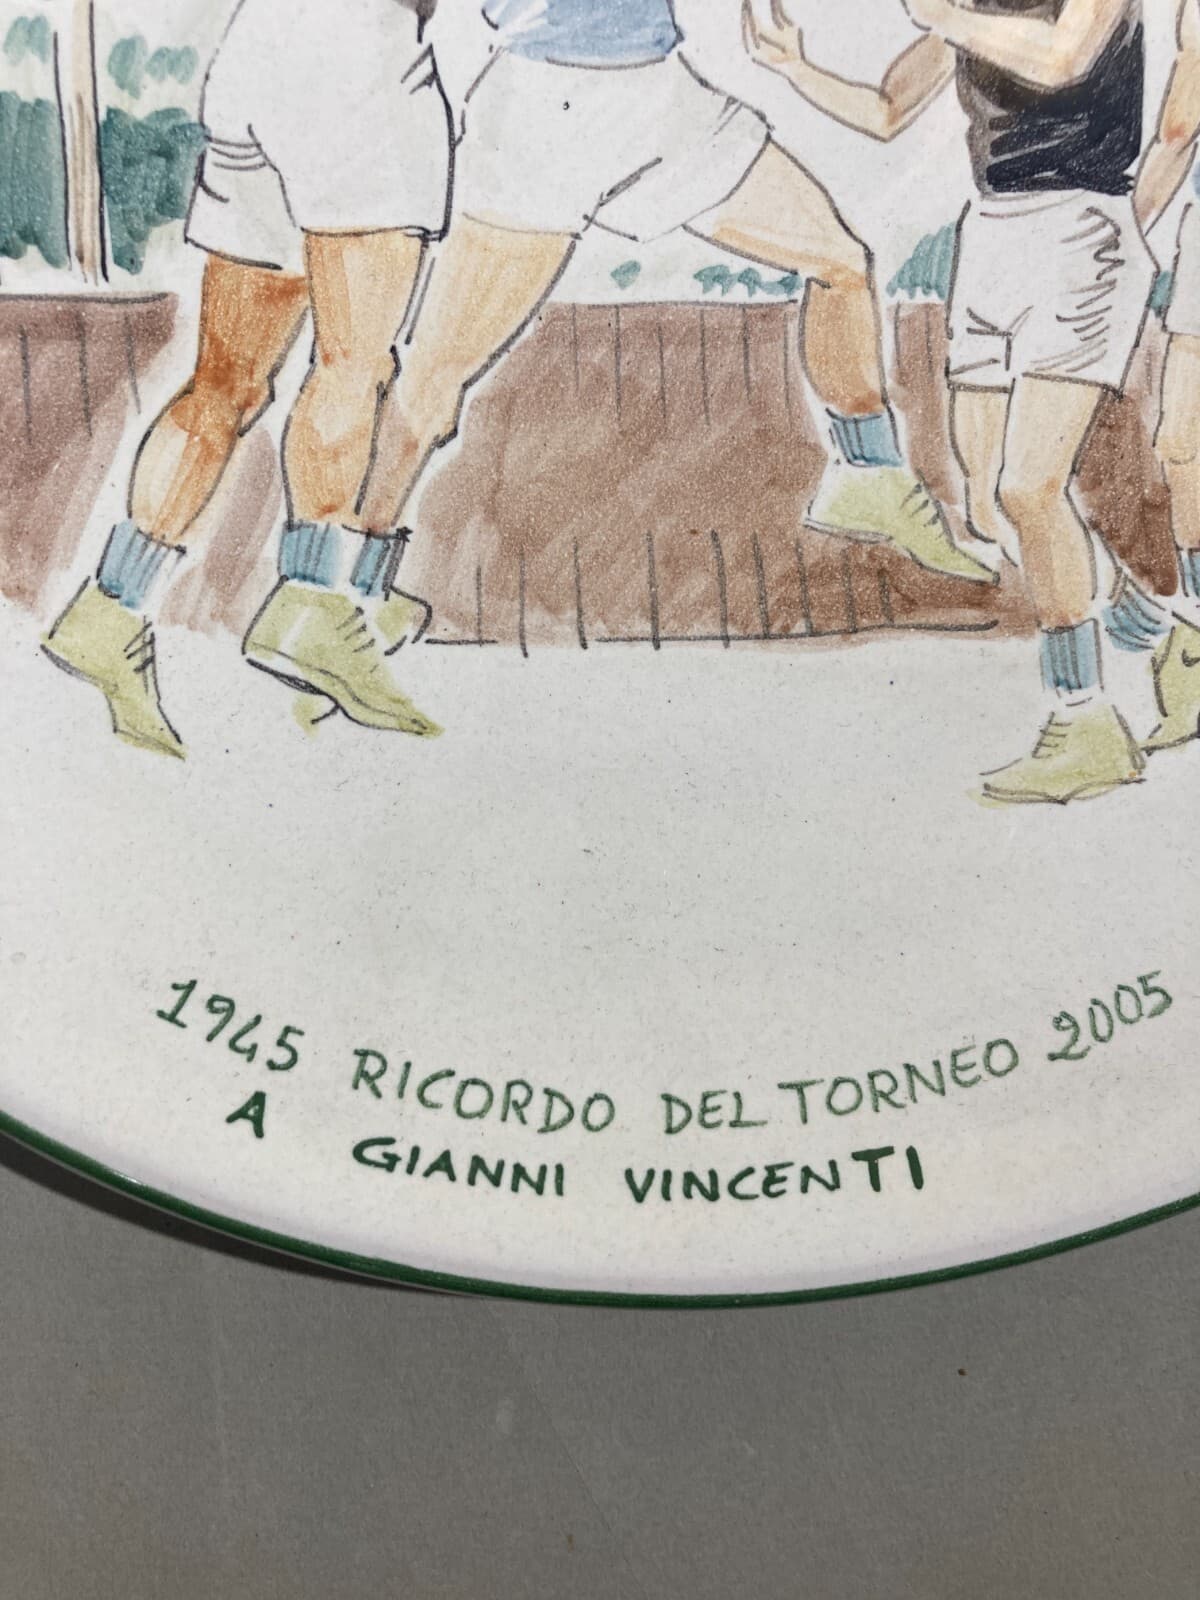 1945 RICORDO DEL TORNEO 2005
A GIANNI VINCENTI